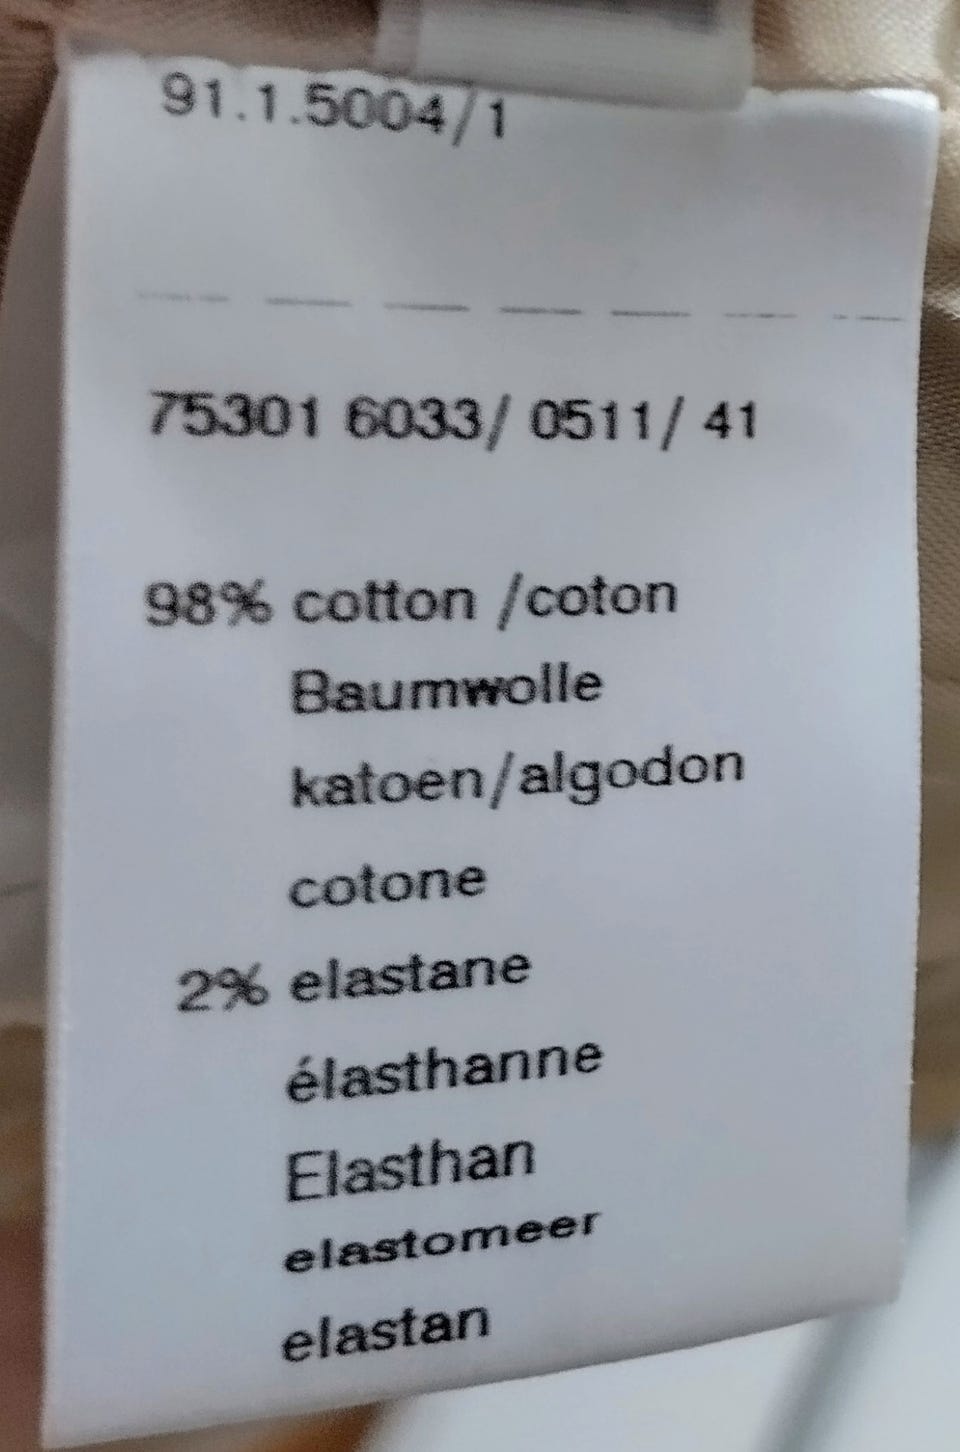 91.1.5004/1
75301 6033/ 0511/ 41
98% cotton /coton
Baumwolle
katoen/algodon
cotone
2% elastane
élasthanne
Elasthan
elastomeer
elastan